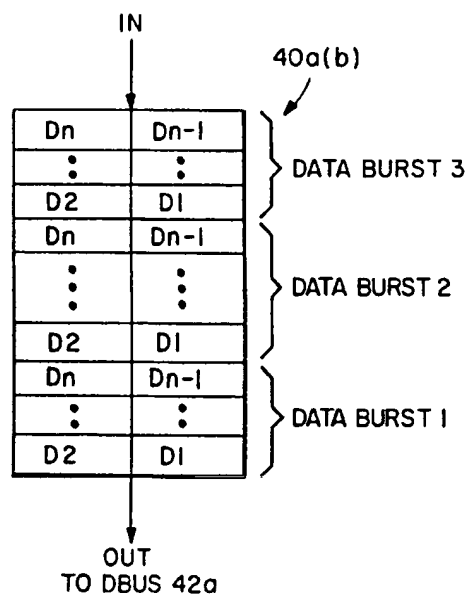 IN
40a(b)
Dn Dn-1
D2 D1
DATA BURST 3
Dn Dn-1
D2 D1
DATA BURST 2
Dn Dn-1
D2 D1
DATA BURST 1
OUT
TO DBUS 42a